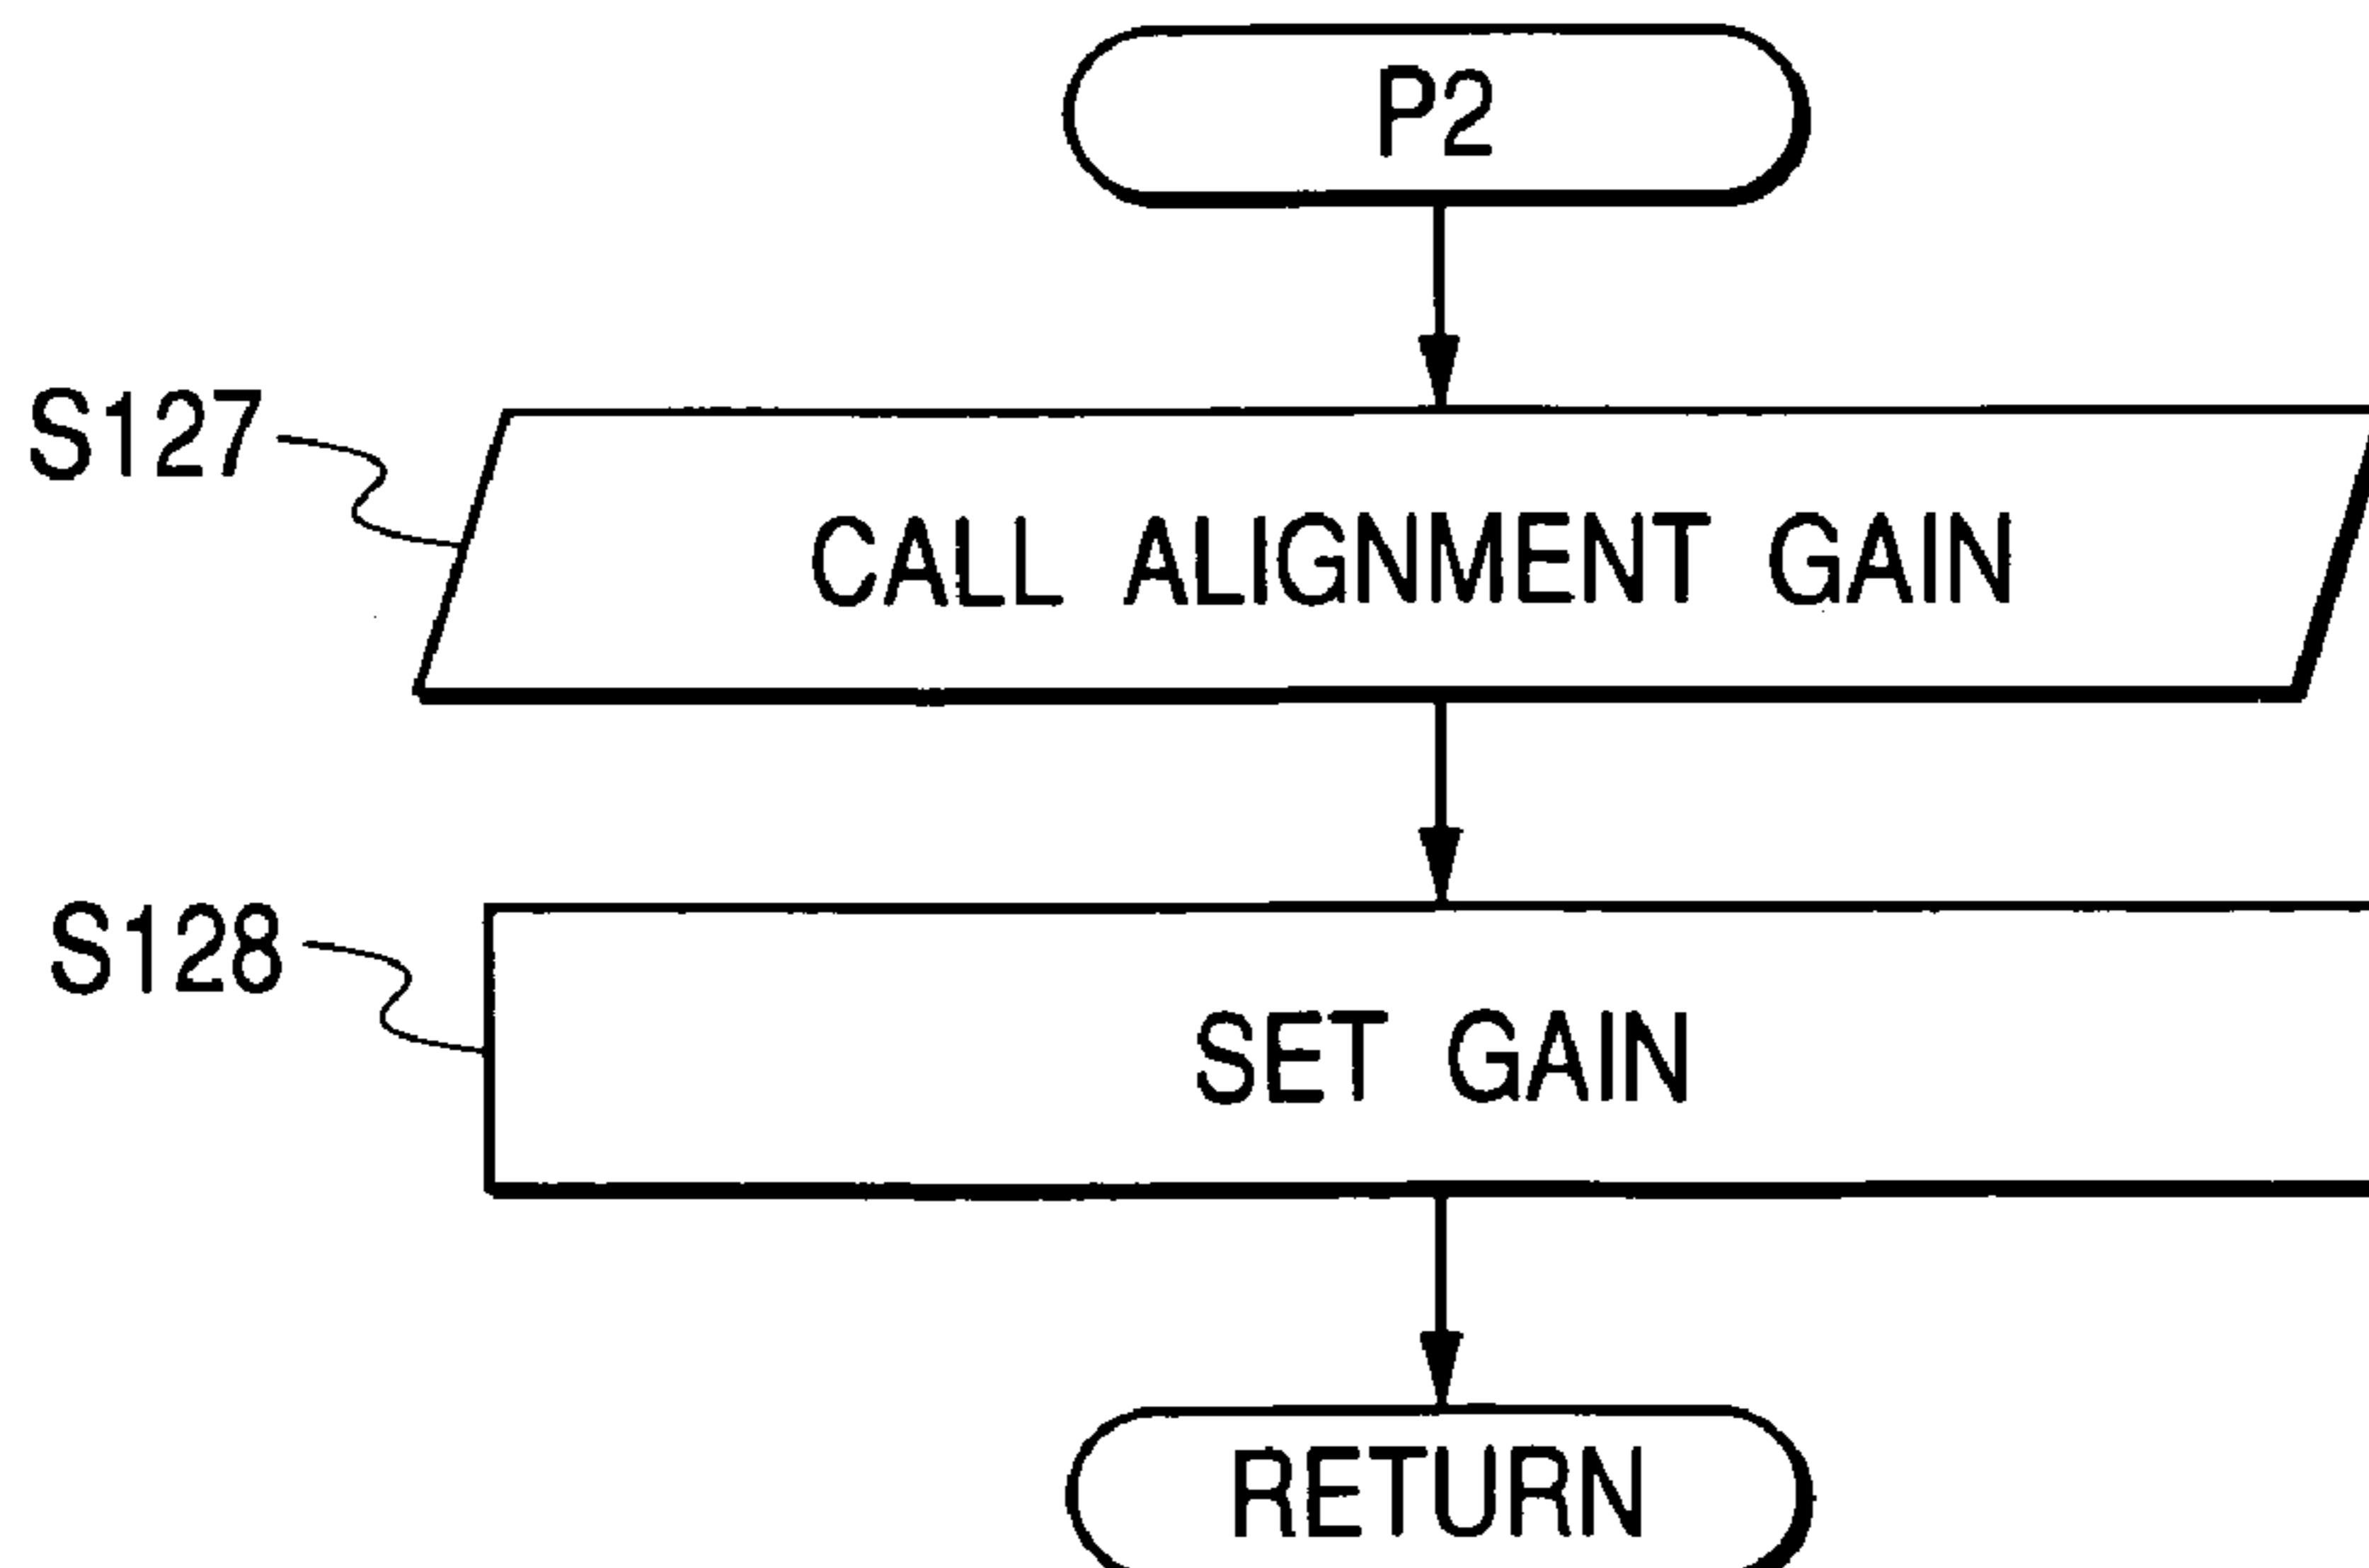 P2
S127
CALL ALIGNMENT GAIN
S128
SET GAIN
RETURN